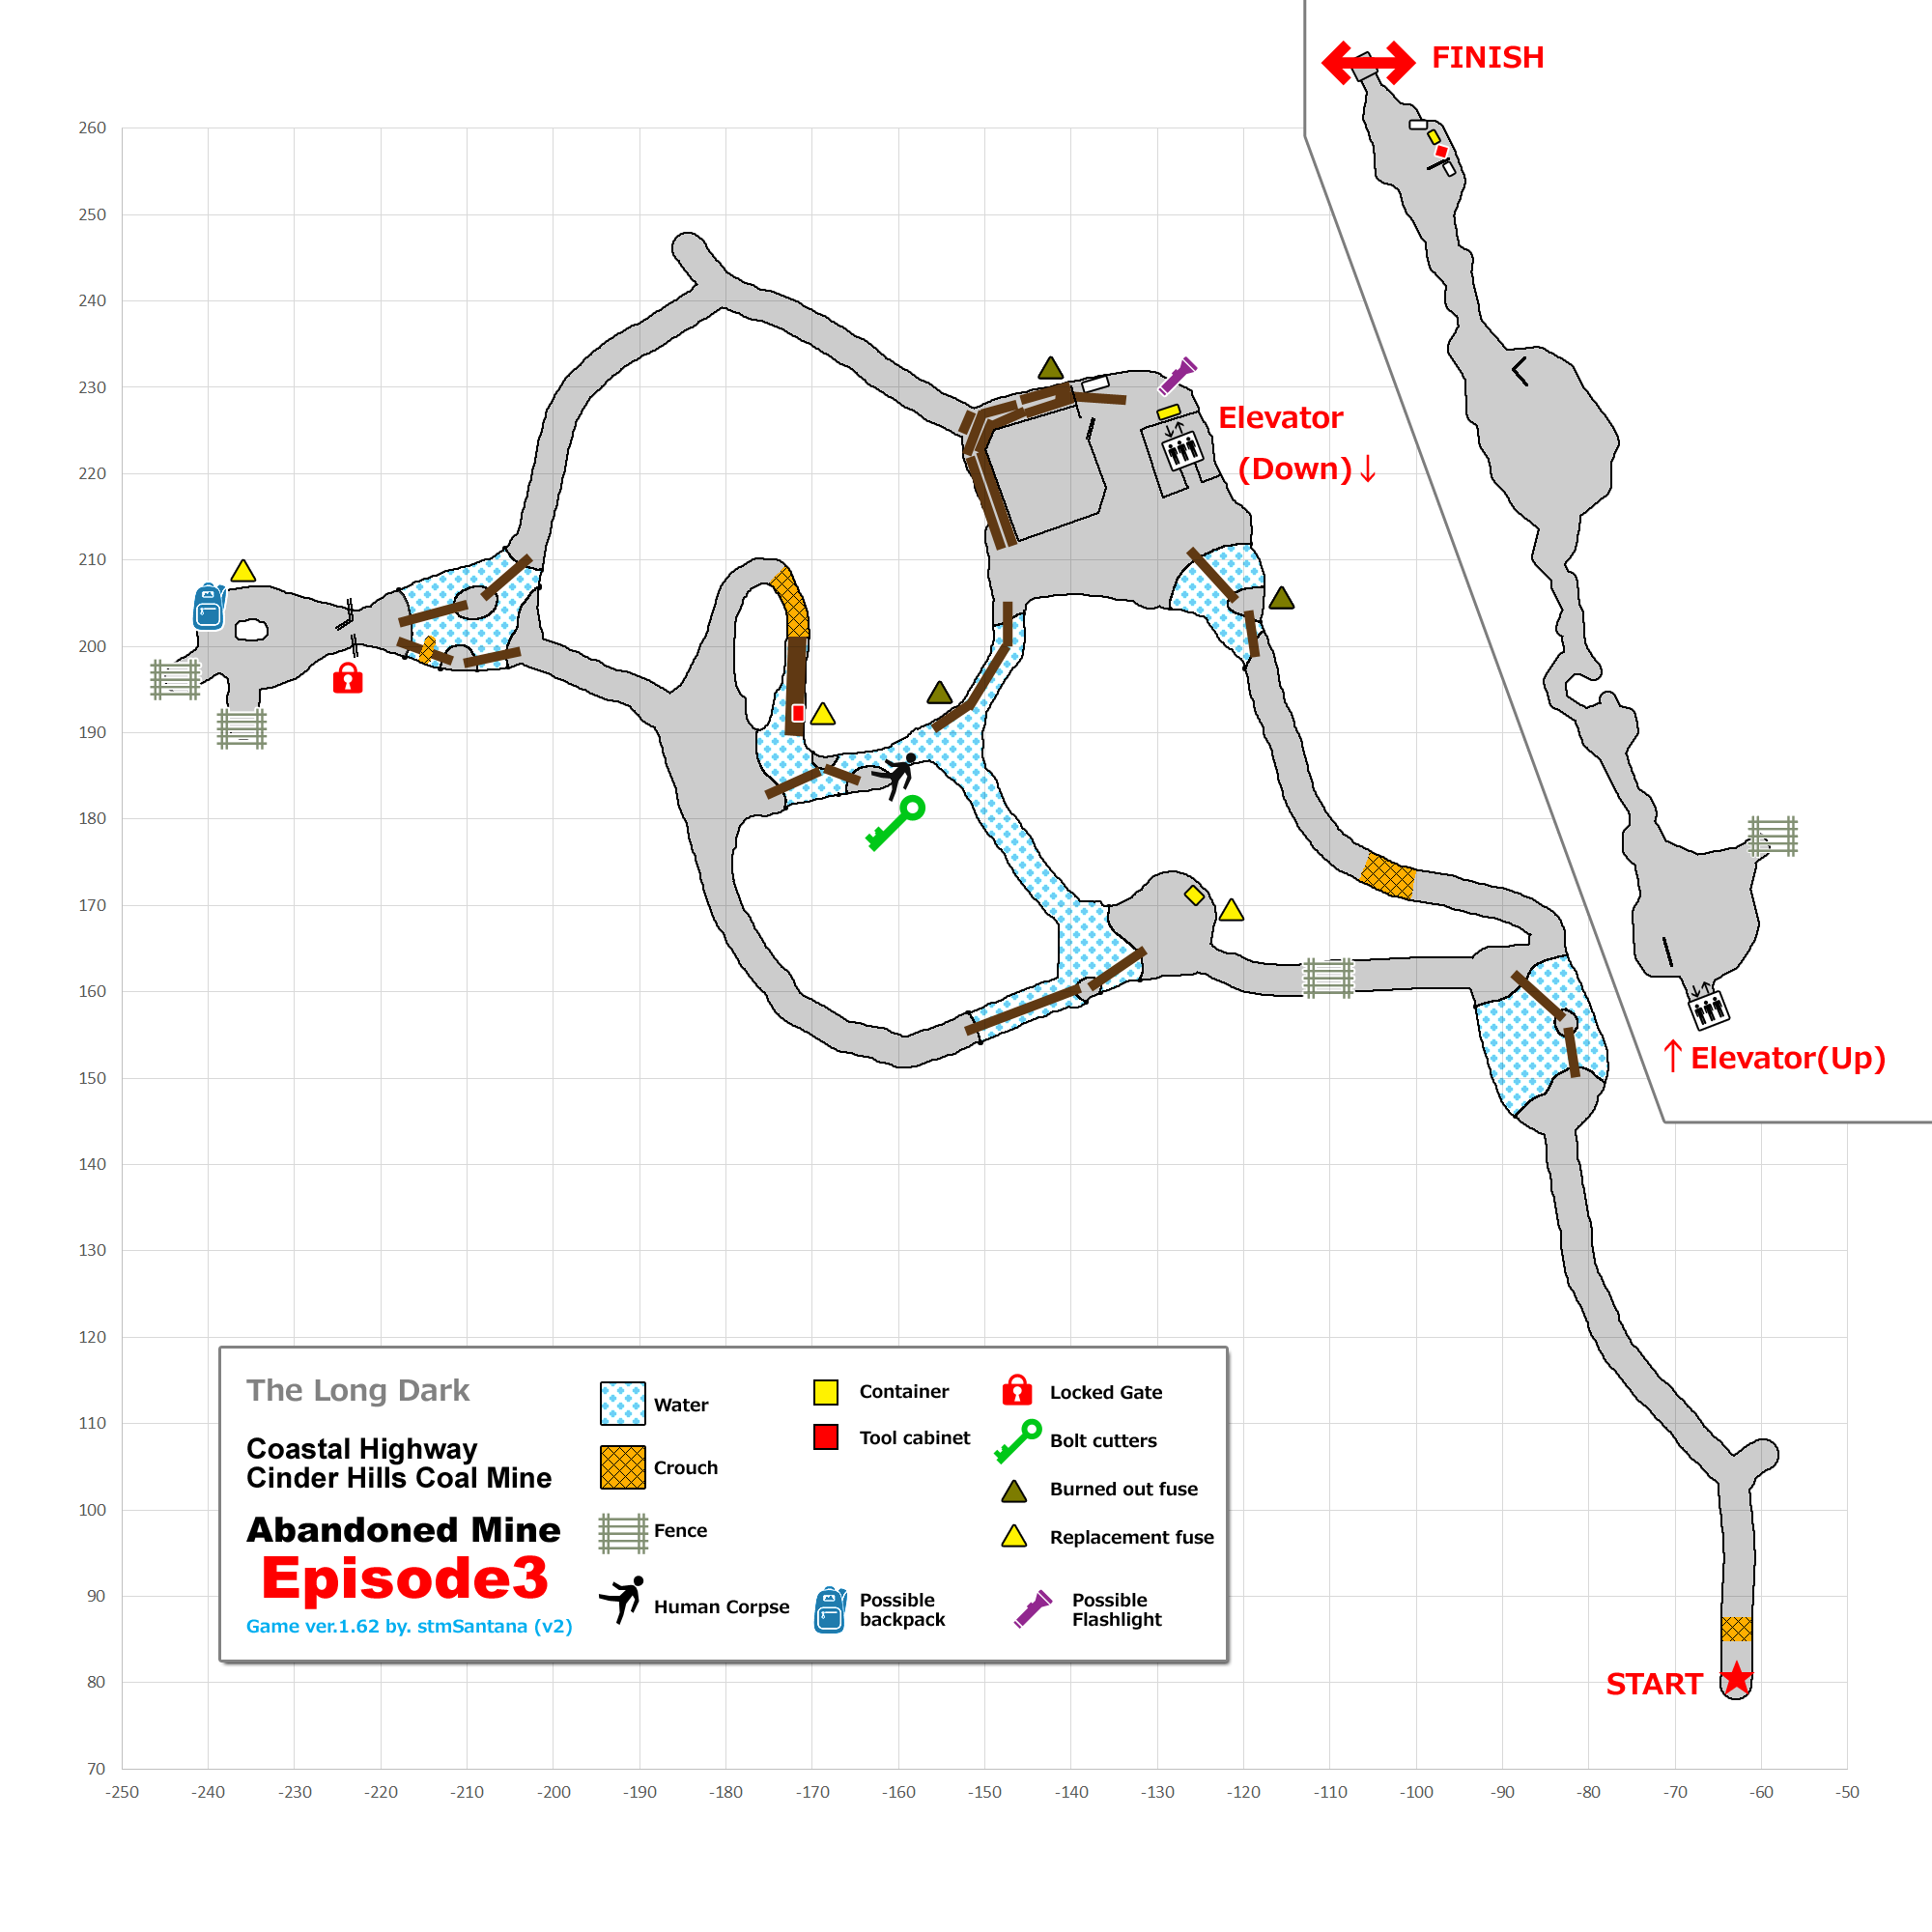 FINISH
260
250
240
230
220
210
200
190
180
170
160
150
140
130
120
110
100
90
80
70
Elevator
(Down)↓
↑Elevator(Up)
START
The Long Dark
Coastal Highway
Cinder Hills Coal Mine
Abandoned Mine
Episode3
Game ver.1.62 by. stmSantana (v2)
Water
Crouch
Fence
Human Corpse
Container
Tool cabinet
Possible
backpack
Locked Gate
Bolt cutters
Burned out fuse
Replacement fuse
Possible
Flashlight
-250 -240 -230 -220 -210 -200 -190 -180 -170 -160 -150 -140 -130 -120 -110 -100 -90 -80 -70 -60 -50